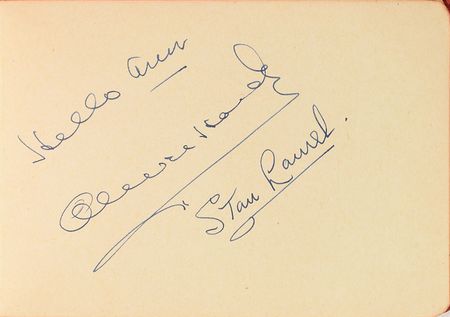 Hello Ann
Oliver Hardy
Stan Laurel.